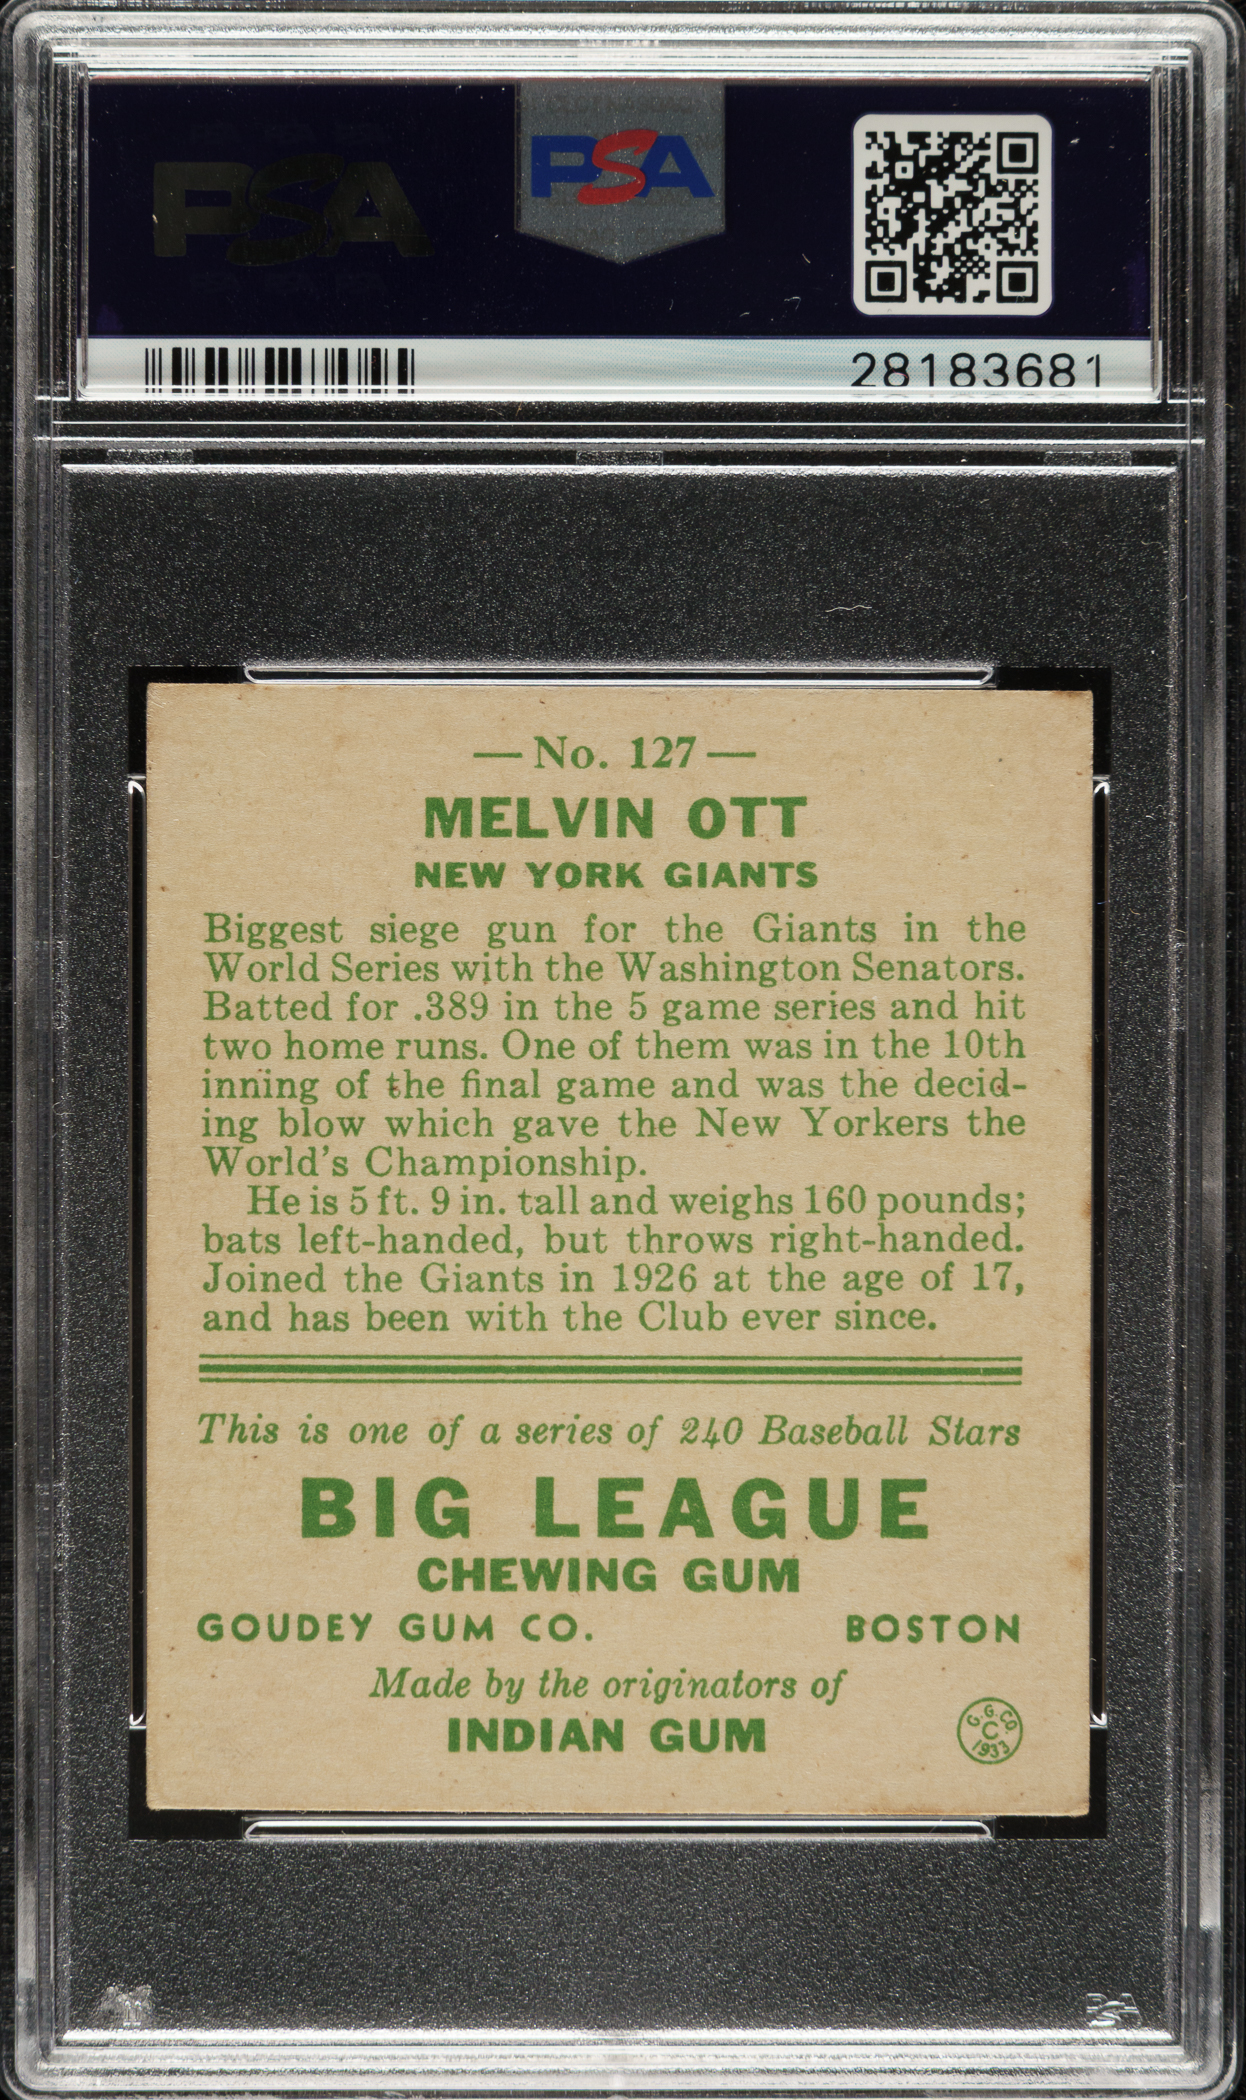 PSA
PSA
28183681
— No. 127 —
MELVIN OTT
NEW YORK GIANTS
Biggest siege gun for the Giants in the
World Series with the Washington Senators.
Batted for .389 in the 5 game series and hit
two home runs. One of them was in the 10th
inning of the final game and was the decid-
ing blow which gave the New Yorkers the
World's Championship.
He is 5 ft. 9 in. tall and weighs 160 pounds;
bats left-handed, but throws right-handed.
Joined the Giants in 1926 at the age of 17,
and has been with the Club ever since.
This is one of a series of 240 Baseball Stars
BIG LEAGUE
CHEWING GUM
GOUDEY GUM CO. BOSTON
Made by the originators of
INDIAN GUM
G.G.CO.
C
1933
PSA